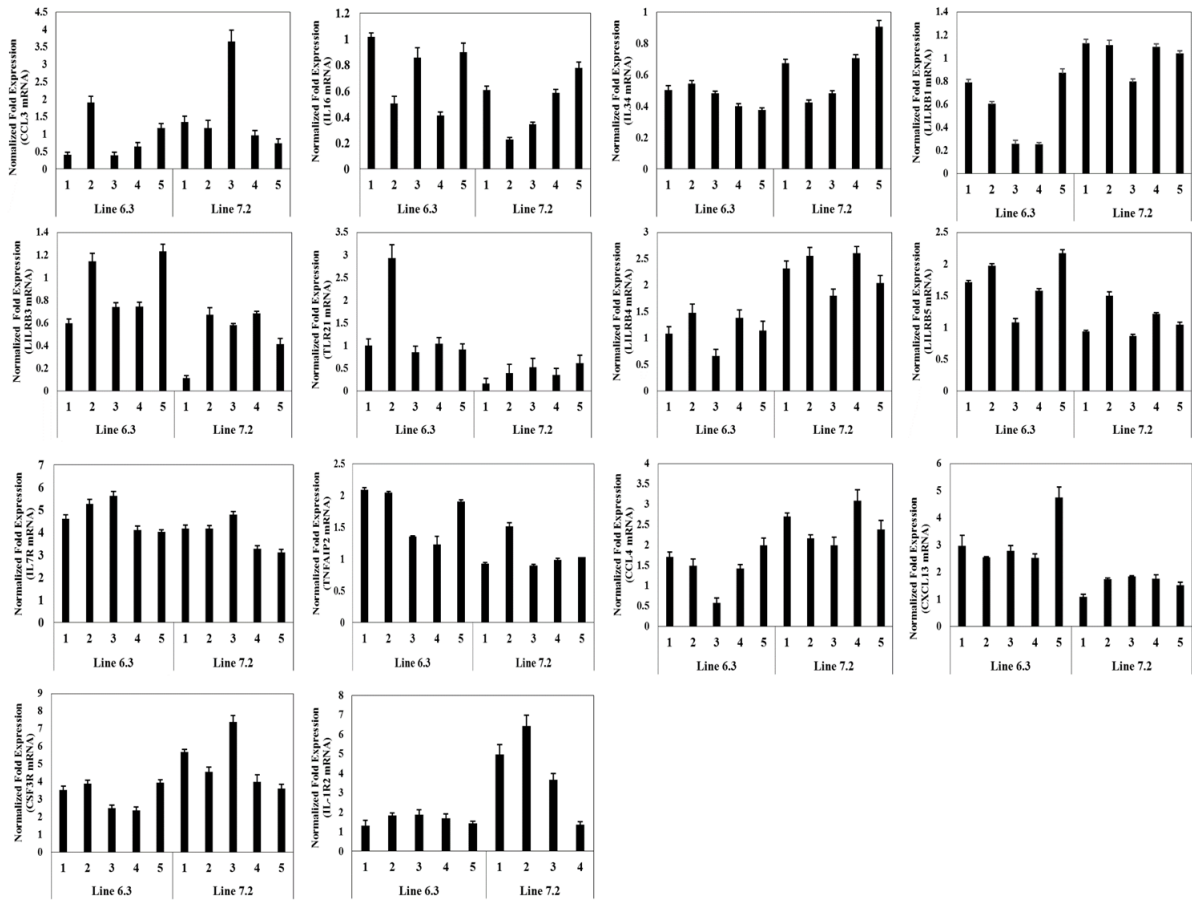 Nomalized Fold Expression
(CCL3 mRNA)
4.5
4
3.5
3
2.5
2
1.5
1
0.5
0
1 2 3 4 5 1 2 3 4 5
Line 6.3 Line 7.2
Normalized Fold Expression
(IL16 mRNA)
1.2
1
0.8
0.6
0.4
0.2
0
1 2 3 4 5 1 2 3 4 5
Line 6.3 Line 7.2
Normalized Fold Expression
(IL34 mRNA)
1
0.8
0.6
0.4
0.2
0
1 2 3 4 5 1 2 3 4 5
Line 6.3 Line 7.2
Normalized Fold Expression
(LILRB1 mRNA)
1.4
1.2
1
0.8
0.6
0.4
0.2
0
1 2 3 4 5 1 2 3 4 5
Line 6.3 Line 7.2
Normalized Fold Expression
(LILRB3 mRNA)
1.4
1.2
1
0.8
0.6
0.4
0.2
0
1 2 3 4 5 1 2 3 4 5
Line 6.3 Line 7.2
Normalized Fold Expression
(TLR21 mRNA)
3.5
3
2.5
2
1.5
1
0.5
0
1 2 3 4 5 1 2 3 4 5
Line 6.3 Line 7.2
Normalized Fold Expression
(LILRB4 mRNA)
3
2.5
2
1.5
1
0.5
0
1 2 3 4 5 1 2 3 4 5
Line 6.3 Line 7.2
Normalized Fold Expression
(LILRB5 mRNA)
2.5
2
1.5
1
0.5
0
1 2 3 4 5 1 2 3 4 5
Line 6.3 Line 7.2
Normalized Fold Expression
(IL7R mRNA)
7
6
5
4
3
2
1
0
1 2 3 4 5 1 2 3 4 5
Line 6.3 Line 7.2
Normalized Fold Expression
(TNFAIP2 mRNA)
2.5
2
1.5
1
0.5
0
1 2 3 4 5 1 2 3 4 5
Line 6.3 Line 7.2
Normalized Fold Expression
(CCL4 mRNA)
4
3.5
3
2.5
2
1.5
1
0.5
0
1 2 3 4 5 1 2 3 4 5
Line 6.3 Line 7.2
Normalized Fold Expression
(CXCL13 mRNA)
6
5
4
3
2
1
0
1 2 3 4 5 1 2 3 4 5
Line 6.3 Line 7.2
Normalized Fold Expression
(CSF3R mRNA)
9
8
7
6
5
4
3
2
1
0
1 2 3 4 5 1 2 3 4 5
Line 6.3 Line 7.2
Normalized Fold Expression
(IL-1R2 mRNA)
8
7
6
5
4
3
2
1
0
1 2 3 4 5 1 2 3 4
Line 6.3 Line 7.2